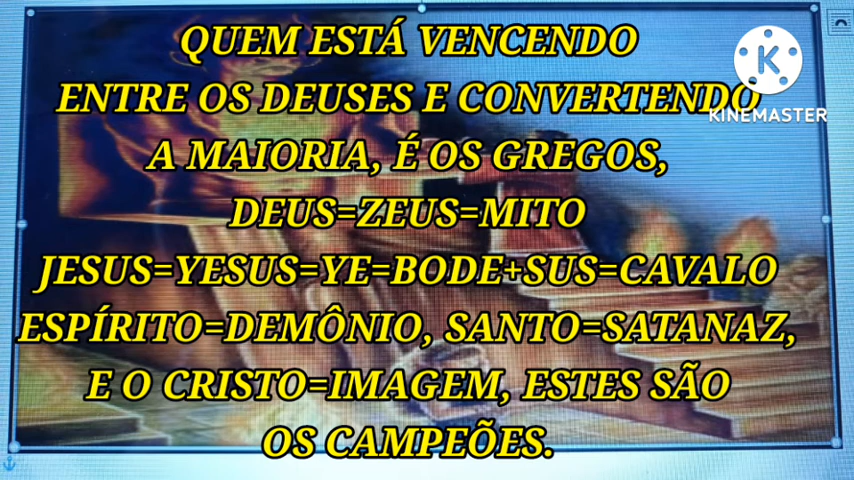 QUEM ESTÁ VENCENDO
ENTRE OS DEUSES E CONVERTENDO
A MAIORIA, É OS GREGOS,
DEUS=ZEUS=MITO
JESUS=YESUS=YE=BODE+SUS=CAVALO
ESPÍRITO=DEMÔNIO, SANTO=SATANAZ,
E O CRISTO=IMAGEM, ESTES SÃO
OS CAMPEÕES.
K
KINEMASTER